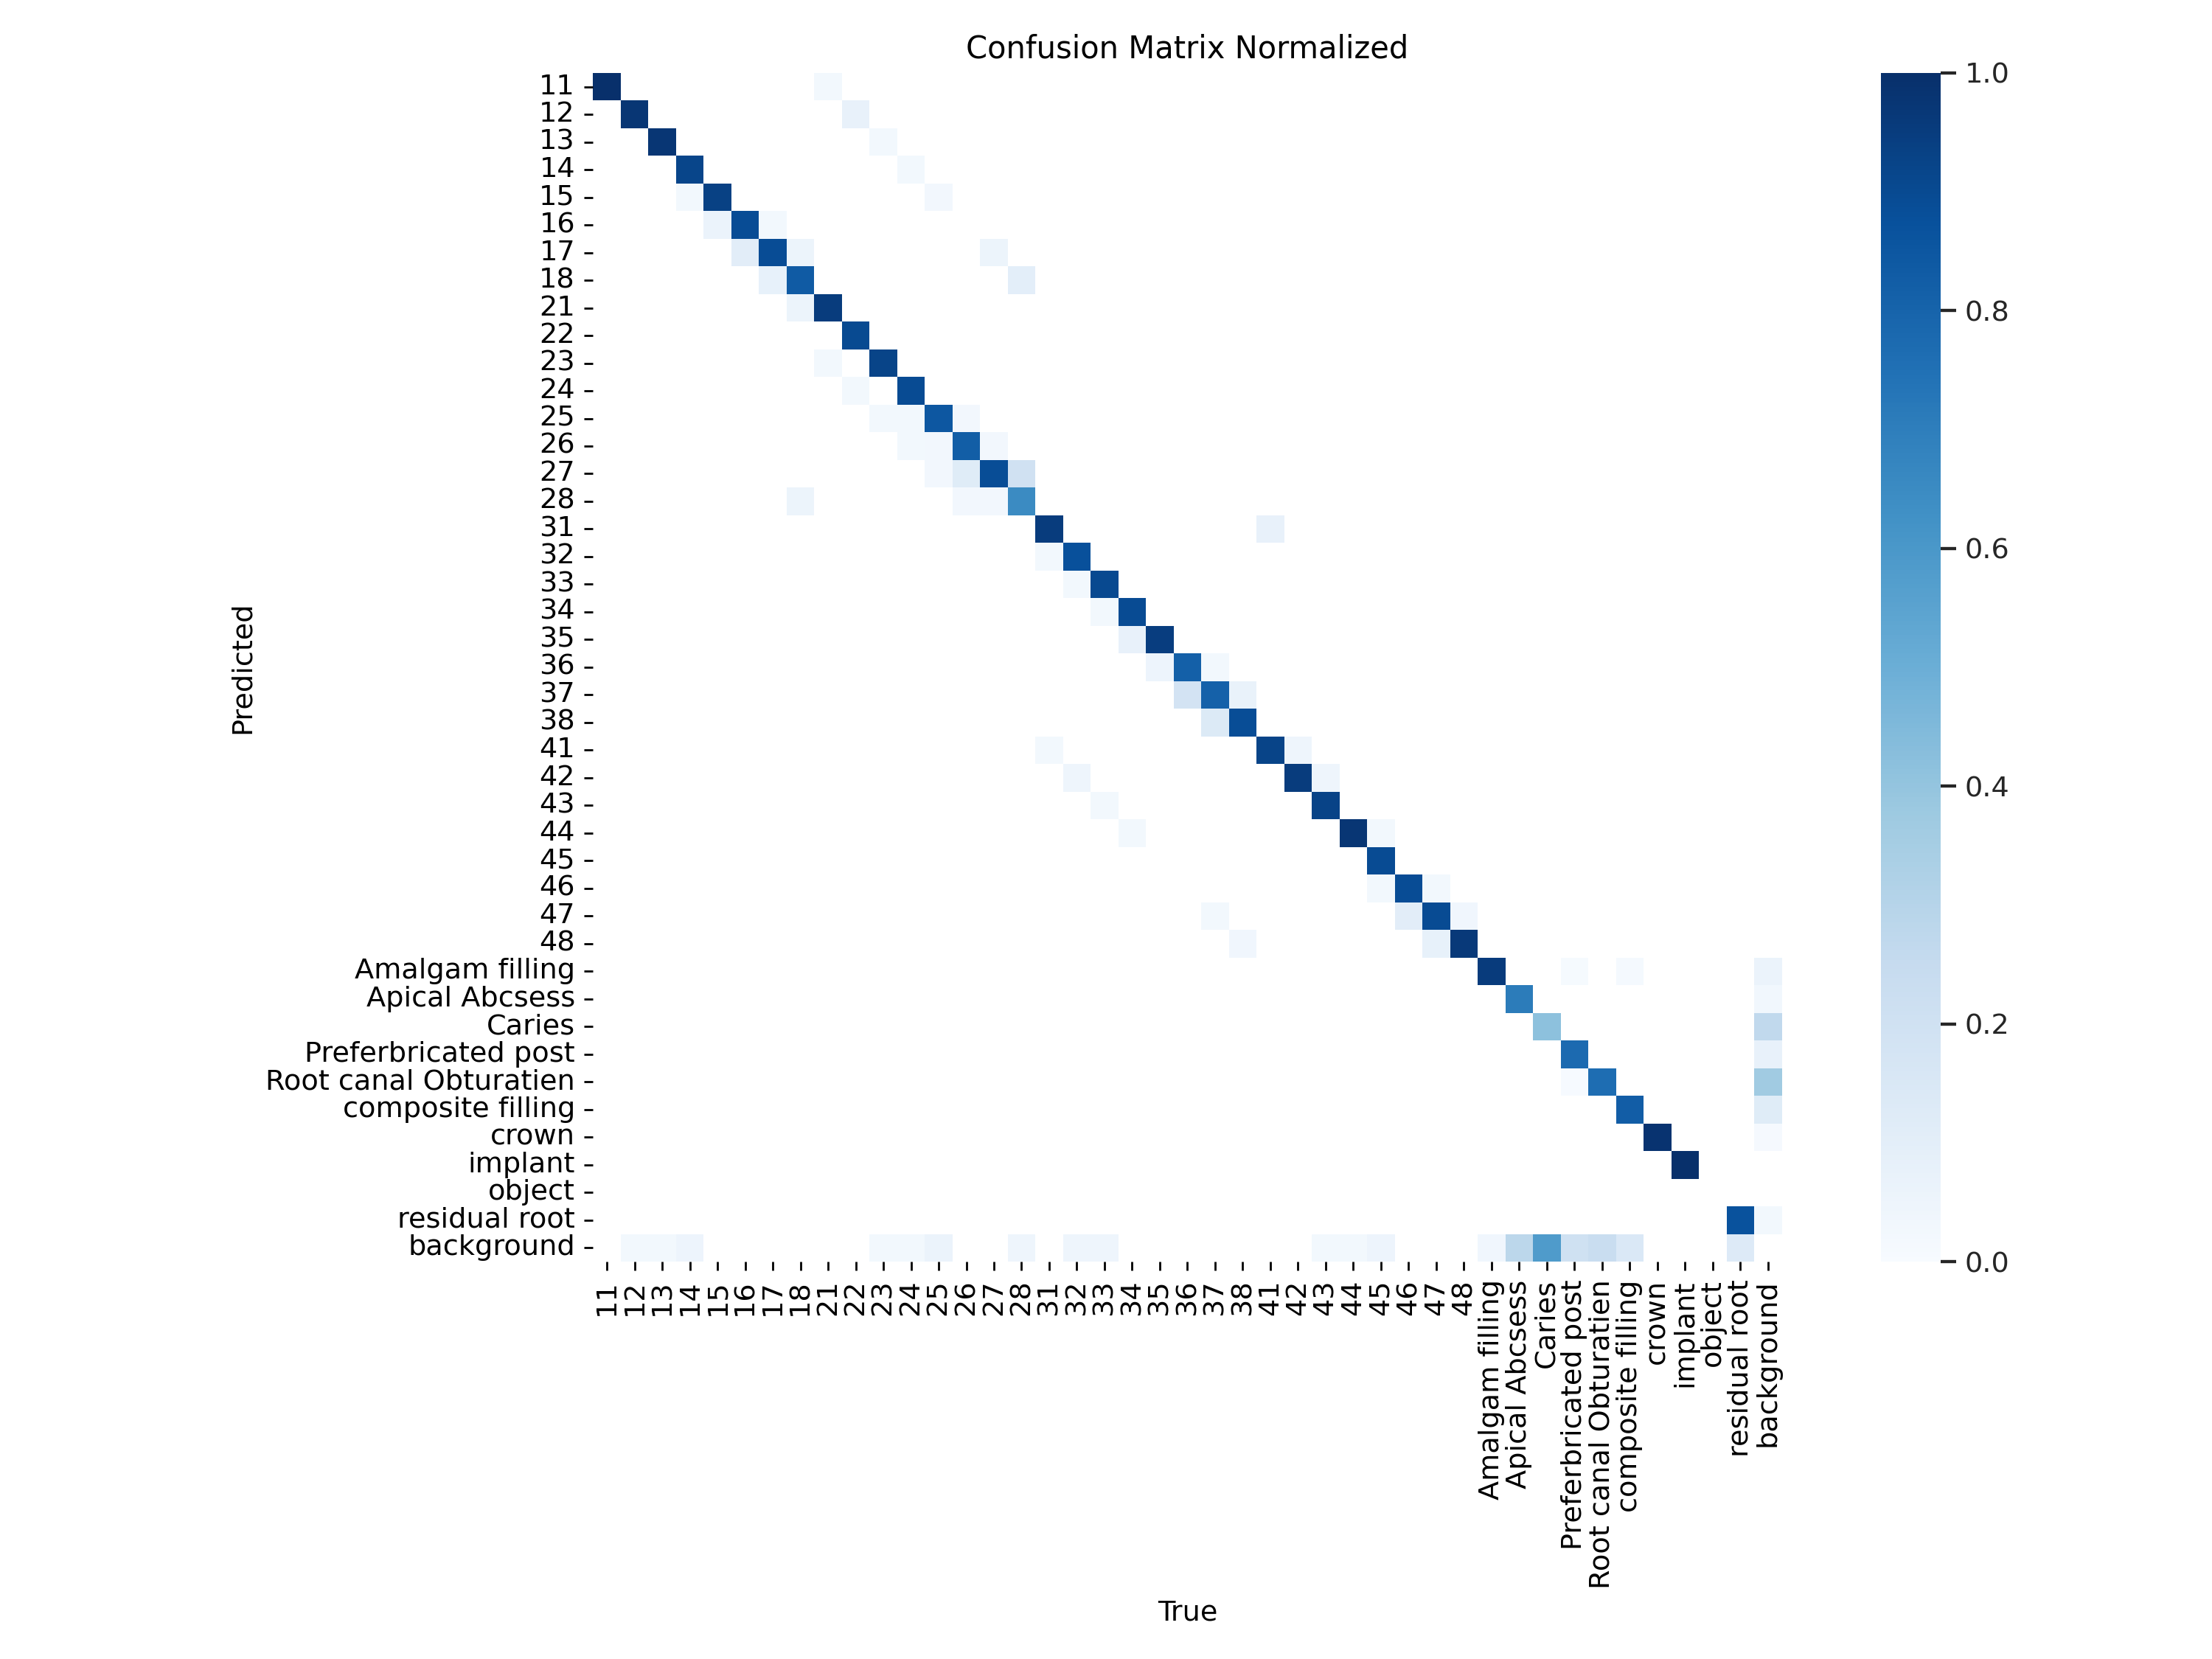 Confusion Matrix Normalized
11
12
13
14
15
16
17
18
21
22
23
24
25
26
27
28
31
32
33
34
35
36
37
38
41
42
43
44
45
46
47
48
Amalgam filling
Apical Abcsess
Caries
Preferbricated post
Root canal Obturatien
composite filling
crown
implant
object
residual root
background
Predicted
11
12
13
14
15
16
17
18
21
22
23
24
25
26
27
28
31
32
33
34
35
36
37
38
41
42
43
44
45
46
47
48
Amalgam filling
Apical Abcsess
Caries
Preferbricated post
Root canal Obturatien
composite filling
crown
implant
object
residual root
background
True
1.0
0.8
0.6
0.4
0.2
0.0